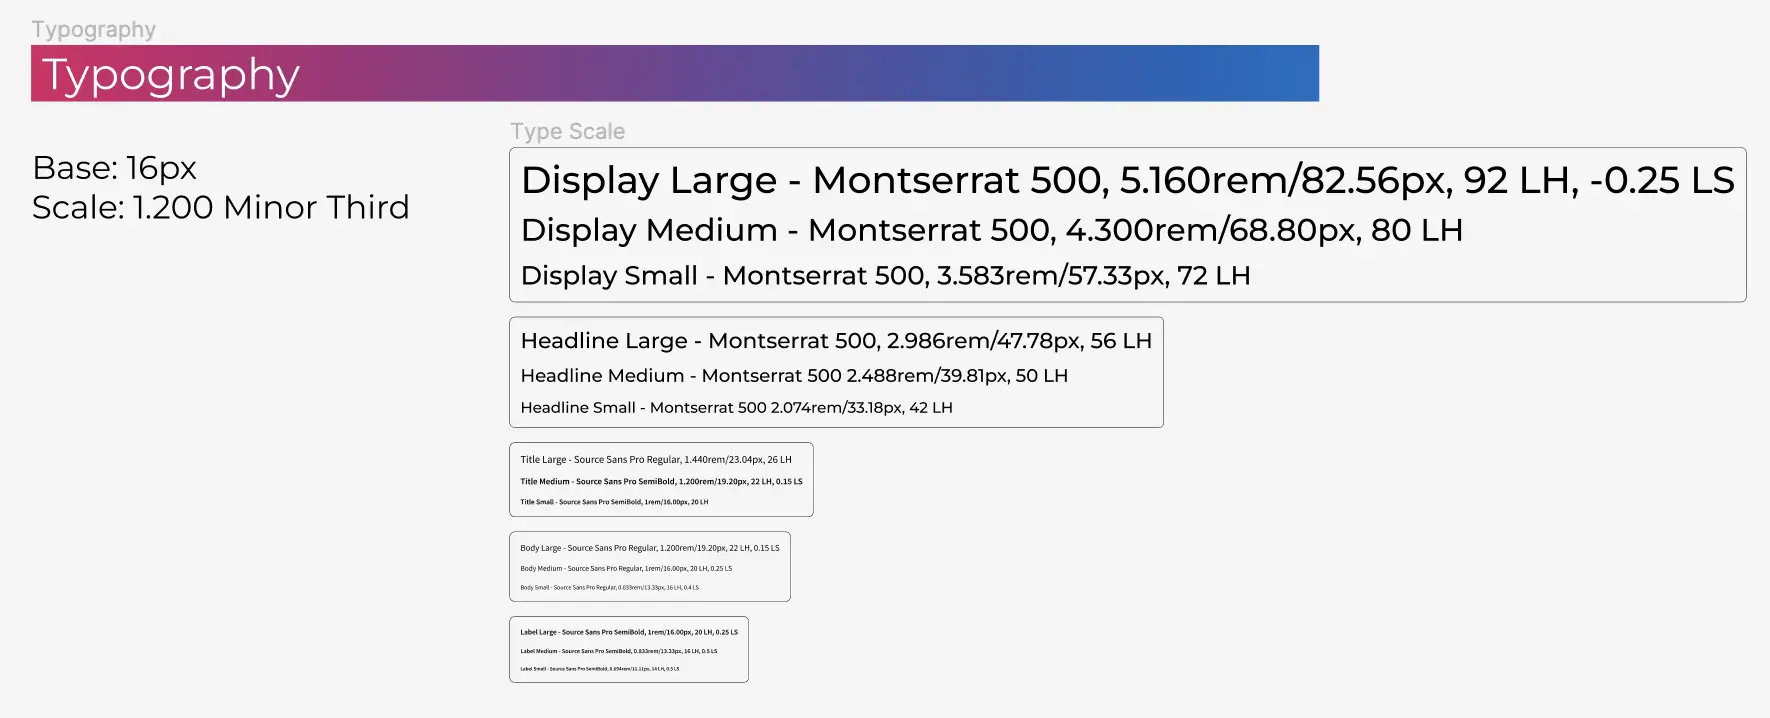 Typography
Typography
Base: 16px
Scale: 1.200 Minor Third
Type Scale
Display Large - Montserrat 500, 5.160rem/82.56px, 92 LH, -0.25 LS
Display Medium - Montserrat 500, 4.300rem/68.80px, 80 LH
Display Small - Montserrat 500, 3.583rem/57.33px, 72 LH
Headline Large - Montserrat 500, 2.986rem/47.78px, 56 LH
Headline Medium - Montserrat 500 2.488rem/39.81px, 50 LH
Headline Small - Montserrat 500 2.074rem/33.18px, 42 LH
Title Large - Source Sans Pro Regular, 1.440rem/23.04px, 26 LH
Title Medium - Source Sans Pro SemiBold, 1.200rem/19.20px, 22 LH, 0.15 LS
Title Small - Source Sans Pro SemiBold, 1rem/16.00px, 20 LH
Body Large - Source Sans Pro Regular, 1.200rem/19.20px, 22 LH, 0.15 LS
Body Medium - Source Sans Pro Regular, 1rem/16.00px, 20 LH, 0.25 LS
Body Small - Source Sans Pro Regular, 0.833rem/13.33px, 16 LH, 0.4 LS
Label Large - Source Sans Pro SemiBold, 1rem/16.00px, 20 LH, 0.25 LS
Label Medium - Source Sans Pro SemiBold, 0.833rem/13.33px, 16 LH, 0.5 LS
Label Small - Source Sans Pro SemiBold, 0.694rem/11.11px, 14 LH, 0.5 LS